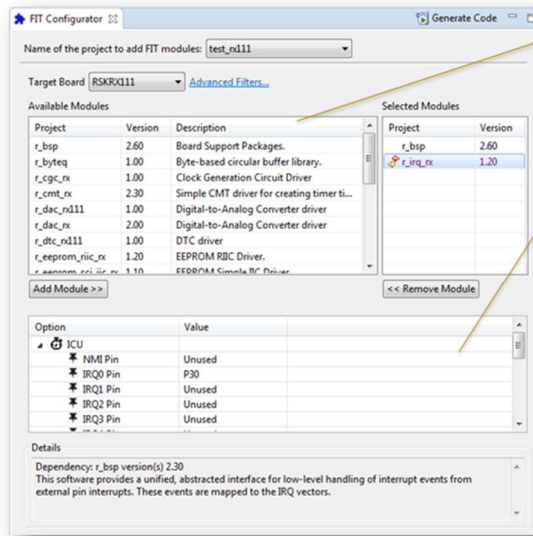 FIT Configurator
Generate Code
Name of the project to add FIT modules: test_rx111
Target Board RSKRX111 Advanced Filters...
Available Modules
Project Version Description
r_bsp 2.60 Board Support Packages.
r_byteq 1.00 Byte-based circular buffer library.
r_cgc_rx 1.00 Clock Generation Circuit Driver
r_cmt_rx 2.30 Simple CMT driver for creating timer ti...
r_dac_rx111 1.00 Digital-to-Analog Converter driver
r_dac_rx 2.00 Digital-to-Analog Converter driver
r_dtc_rx111 1.00 DTC driver
r_eeprom_riic_rx 1.20 EEPROM RIIC Driver.
r_eeprom_sci_iic_rx 1.10 EEPROM Simple IIC Driver
Selected Modules
Project Version
r_bsp 2.60
r_irq_rx 1.20
Add Module >>
<< Remove Module
Option Value
ICU
NMI Pin Unused
IRQ0 Pin P30
IRQ1 Pin Unused
IRQ2 Pin Unused
IRQ3 Pin Unused
Details
Dependency: r_bsp version(s) 2.30
This software provides a unified, abstracted interface for low-level handling of interrupt events from
external pin interrupts. These events are mapped to the IRQ vectors.